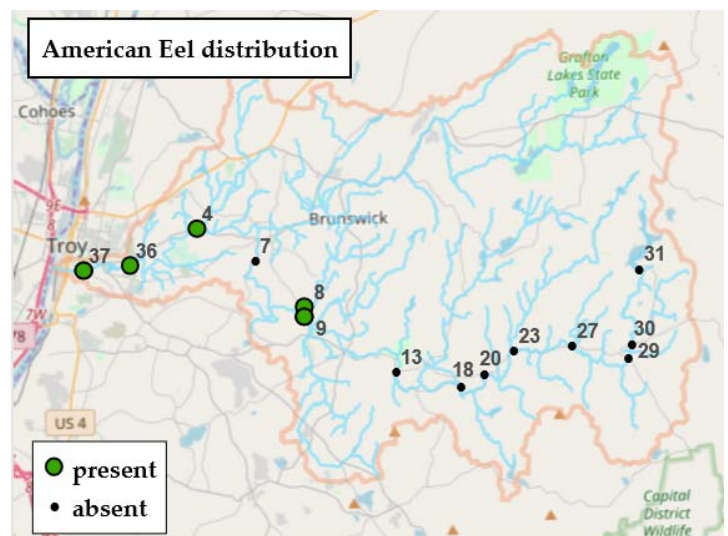 American Eel distribution
Grafton
Lakes State
Park
Cohoes
9E
8
4
Brunswick
7
Troy
37
36
31
8
9
7W
78
30
13
18
20
23
27
29
US 4
present
absent
Capital
District
Wildlife